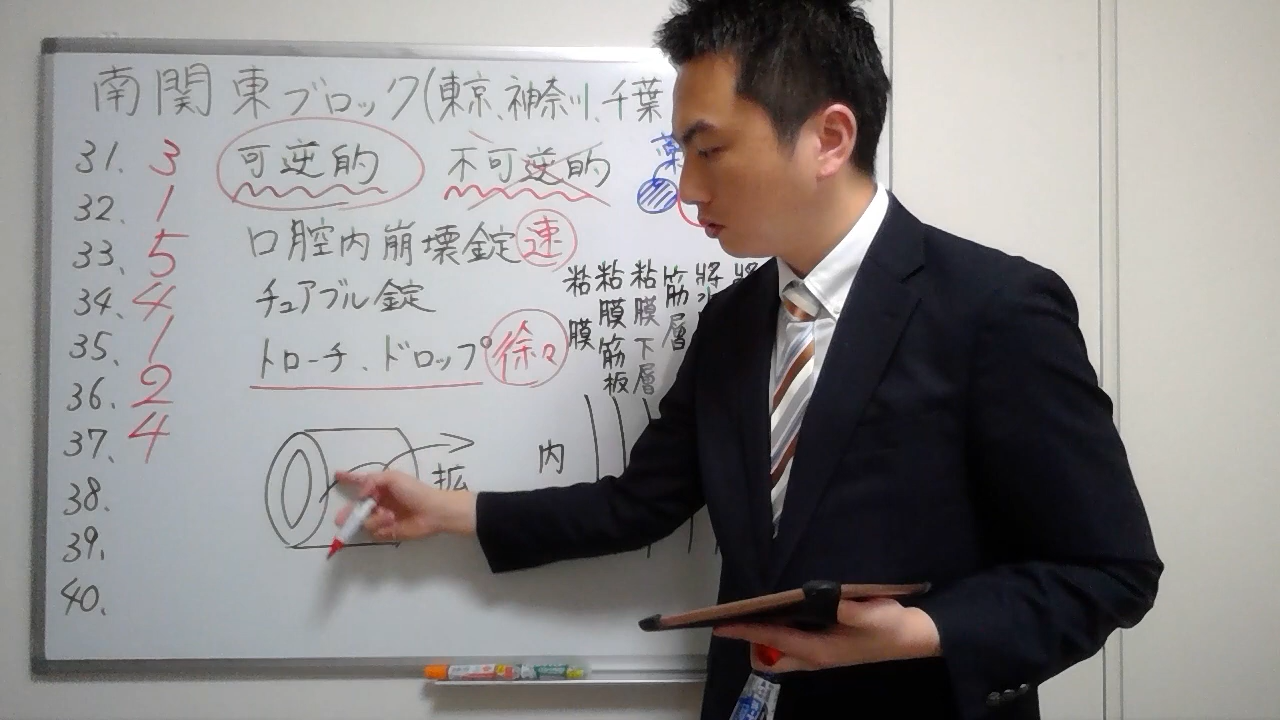 南関東ブロック(東京、神奈川、千葉
31. 3 可逆的 不可逆的 薬
32. 1
33. 5 口腔内崩壊錠 速
34. 4 チュアブル錠
35. 1 トローチ、ドロップ 徐々
36. 2
37. 4
38.
39.
40.
粘膜
粘膜筋板
粘膜下層
筋層
内
拡